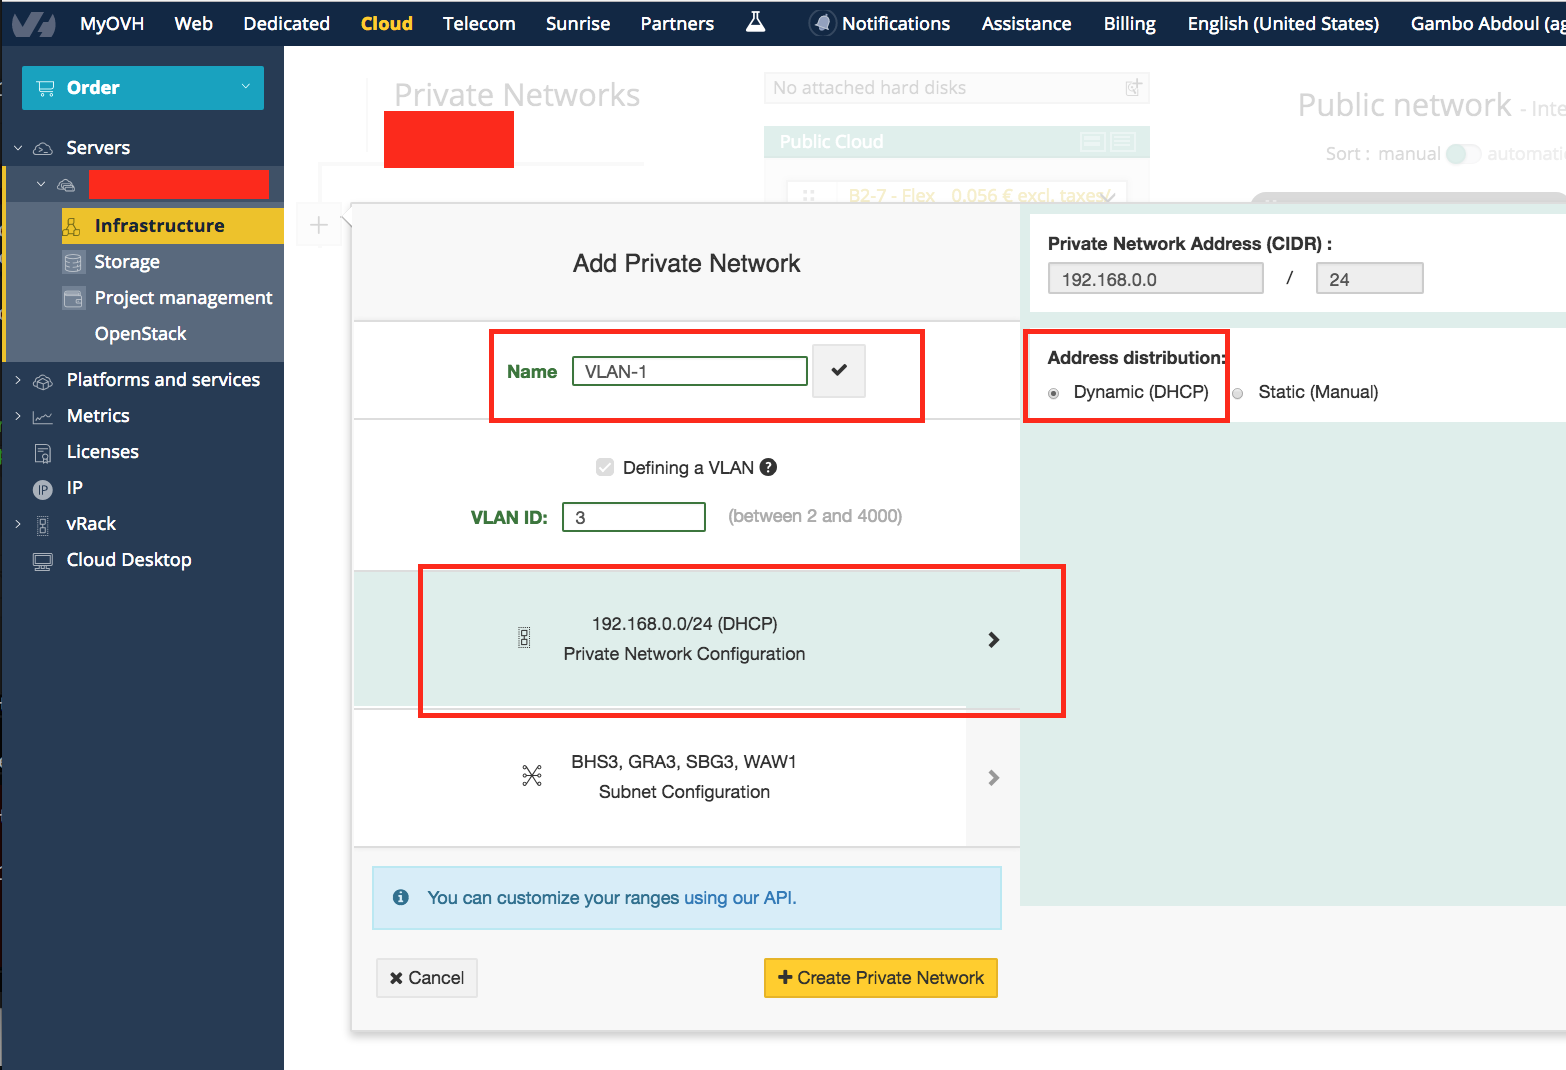 MyOVH Web Dedicated Cloud Telecom Sunrise Partners Notifications Assistance Billing English (United States) Gambo Abdoul (ag
Order
Servers
Infrastructure
Storage
Project management
OpenStack
Platforms and services
Metrics
Licenses
IP
IP
vRack
Cloud Desktop
Private Networks
No attached hard disks
Public Cloud
B2-7 - Flex 0.056 € excl. taxes/
Public network - Inte
Sort : manual automatic
Add Private Network
Name VLAN-1
Defining a VLAN ?
VLAN ID: 3 (between 2 and 4000)
192.168.0.0/24 (DHCP)
Private Network Configuration
BHS3, GRA3, SBG3, WAW1
Subnet Configuration
You can customize your ranges using our API.
Cancel
Create Private Network
Private Network Address (CIDR) :
192.168.0.0 / 24
Address distribution:
Dynamic (DHCP) Static (Manual)